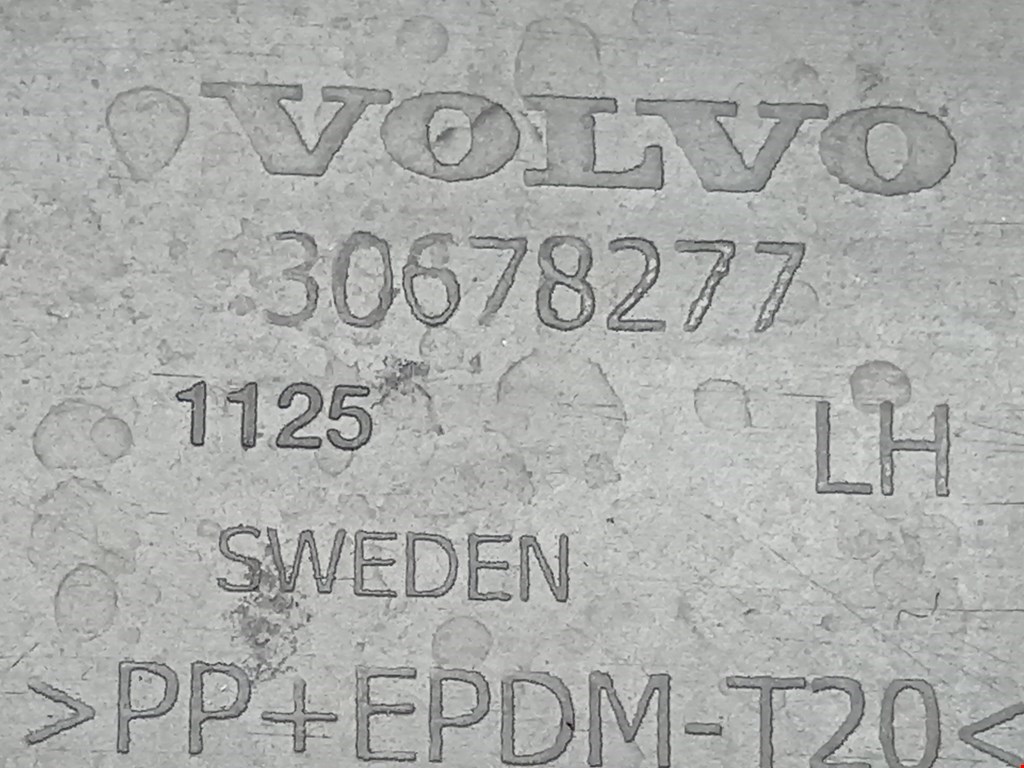 VOLVO
30678277
1125
LH
SWEDEN
>PP+EPDM-T20<